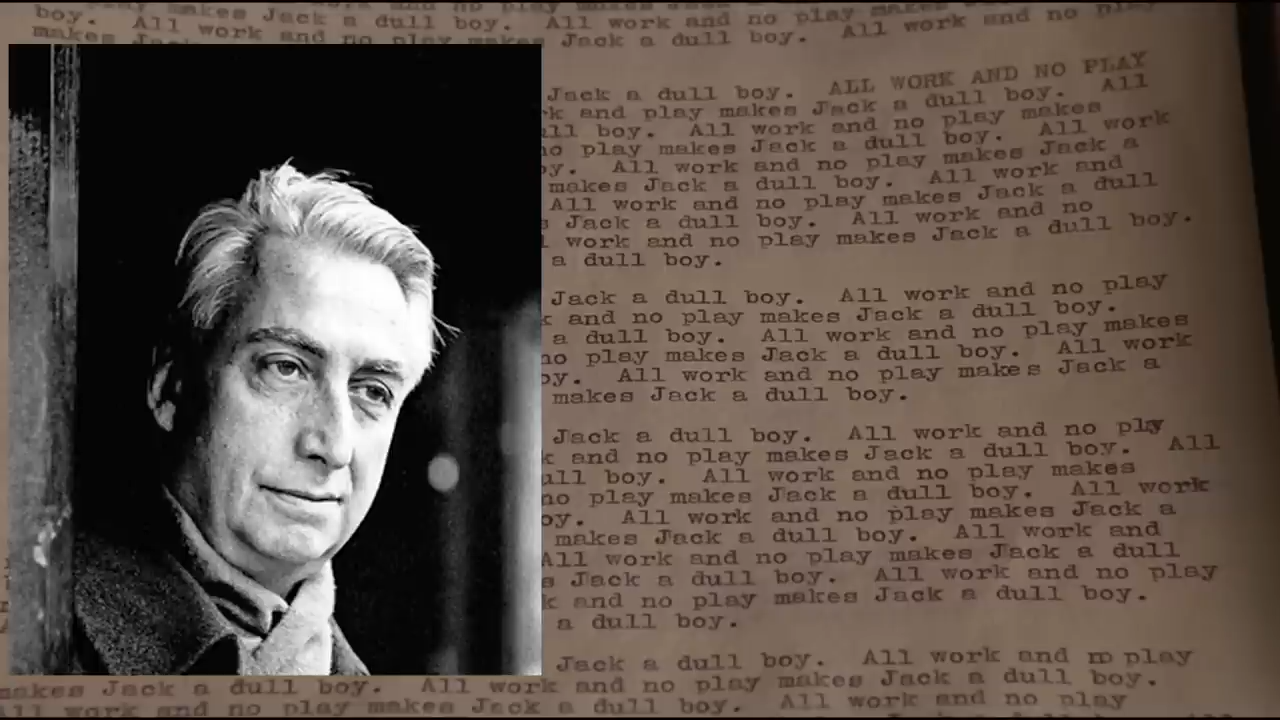 boy. All work and no play makes
makes Jack and no play makes Jack a dull boy. All work and no play
Jack a dull boy. ALL WORK AND NO PLAY
and play makes Jack a dull boy. All
boy. All work and no play makes
play makes Jack a dull boy. All work
All work and no play makes Jack a
makes Jack a dull boy. All work and
All work and no play makes Jack a dull
Jack a dull boy. All work and no
work and no play makes Jack a dull boy.
a dull boy.
Jack a dull boy. All work and no play
and no play makes Jack a dull boy.
a dull boy. All work and no play makes
play makes Jack a dull boy. All work
All work and no play makes Jack a
makes Jack a dull boy.
Jack a dull boy. All work and no ply
and no play makes Jack a dull boy. All
boy. All work and no play makes
play makes Jack a dull boy. All work
All work and no play makes Jack a
makes Jack a dull boy. All work and
All work and no play makes Jack a dull
Jack a dull boy. All work and no play
and no play makes Jack a dull boy.
a dull boy.
Jack a dull boy. All work and no play
makes Jack a dull boy. All work and no play makes Jack a dull boy.
All work and no play makes Jack a dull boy. All work and no play